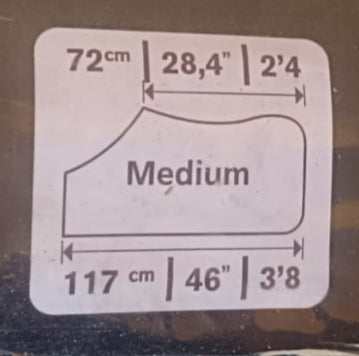 72cm | 28,4" | 2'4
Medium
117 cm | 46" | 3'8